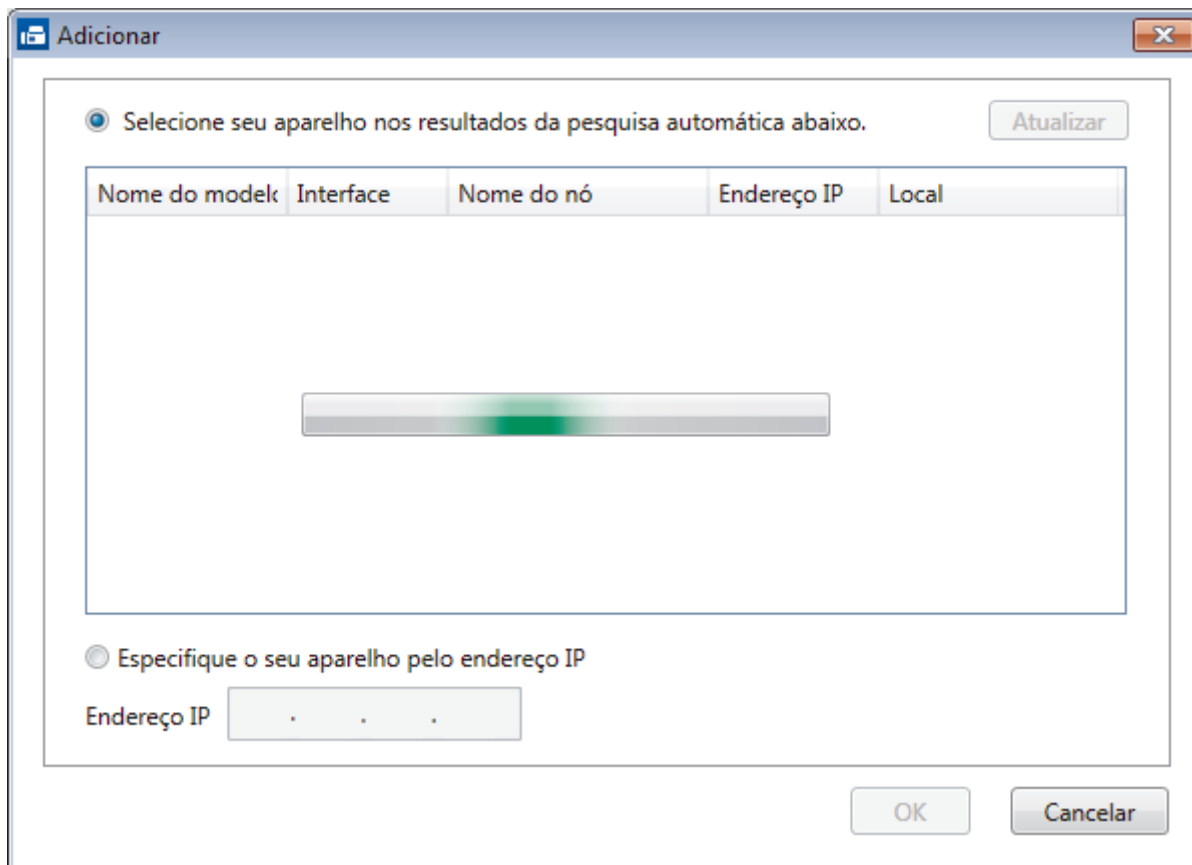 Adicionar
Selecione seu aparelho nos resultados da pesquisa automática abaixo. Atualizar
Nome do modelo Interface Nome do nó Endereço IP Local
Especifique o seu aparelho pelo endereço IP
Endereço IP . . .
OK Cancelar